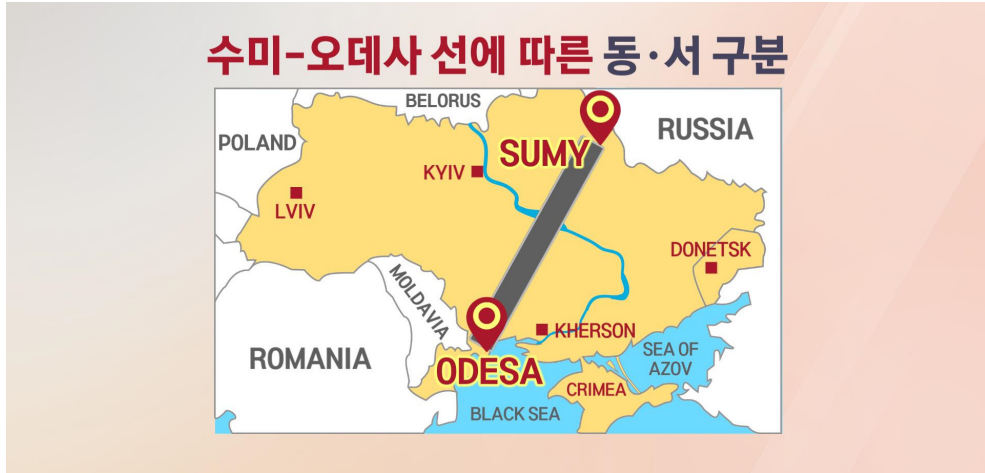 수미-오데사 선에 따른 동·서 구분
BELORUS
POLAND
RUSSIA
SUMY
KYIV
LVIV
DONETSK
MOLDAVIA
KHERSON
ROMANIA
SEA OF
AZOV
ODESA
CRIMEA
BLACK SEA